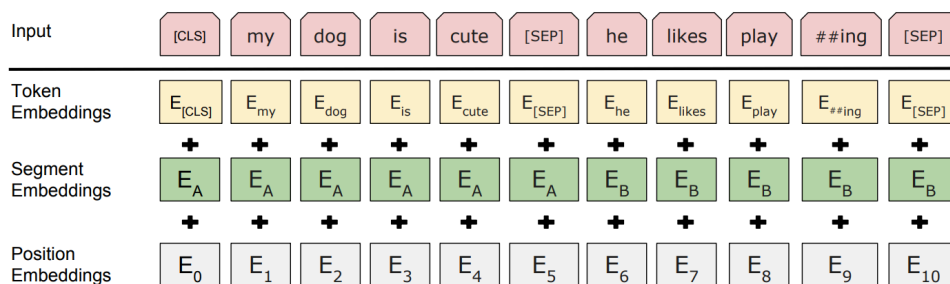 Input [CLS] my dog is cute [SEP] he likes play ##ing [SEP]
Token Embeddings E[CLS] Emy Edog Eis Ecute E[SEP] Ehe Elikes Eplay E##ing E[SEP]
+ + + + + + + + + + +
Segment Embeddings EA EA EA EA EA EA EB EB EB EB EB
+ + + + + + + + + + +
Position Embeddings E0 E1 E2 E3 E4 E5 E6 E7 E8 E9 E10